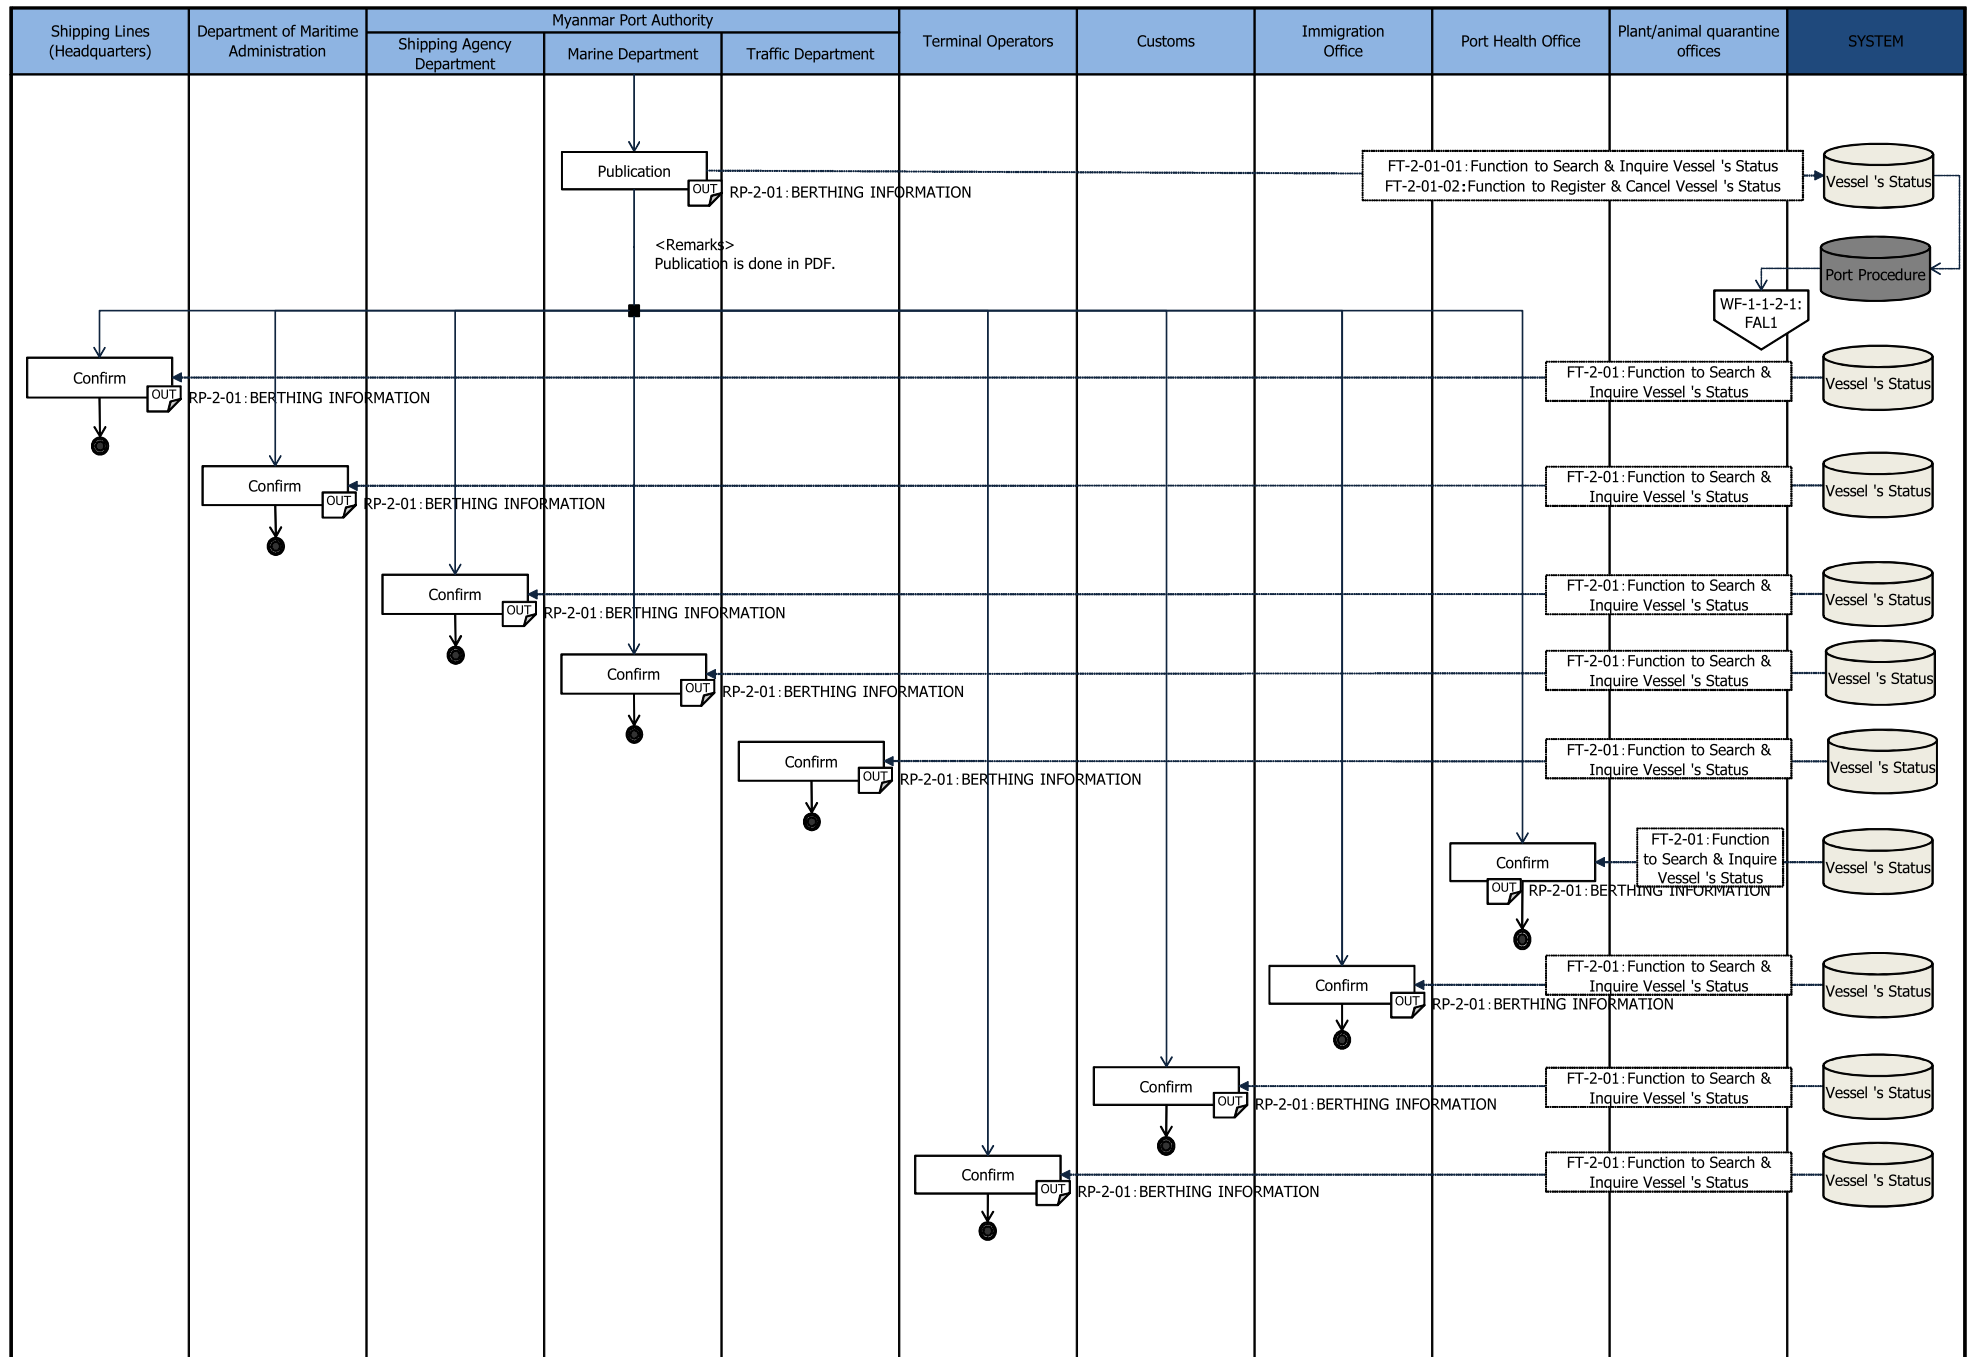 Shipping Lines
(Headquarters)
Department of Maritime
Administration
Myanmar Port Authority
Shipping Agency
Department
Marine Department
Traffic Department
Terminal Operators
Customs
Immigration
Office
Port Health Office
Plant/animal quarantine
offices
SYSTEM
Publication
OUT
RP-2-01:BERTHING INFORMATION
FT-2-01-01:Function to Search & Inquire Vessel 's Status
FT-2-01-02:Function to Register & Cancel Vessel 's Status
Vessel 's Status
<Remarks>
Publication is done in PDF.
Port Procedure
WF-1-1-2-1:
FAL1
Confirm
OUT
RP-2-01:BERTHING INFORMATION
FT-2-01:Function to Search &
Inquire Vessel 's Status
Vessel 's Status
Confirm
OUT
RP-2-01:BERTHING INFORMATION
FT-2-01:Function to Search &
Inquire Vessel 's Status
Vessel 's Status
Confirm
OUT
RP-2-01:BERTHING INFORMATION
FT-2-01:Function to Search &
Inquire Vessel 's Status
Vessel 's Status
Confirm
OUT
RP-2-01:BERTHING INFORMATION
FT-2-01:Function to Search &
Inquire Vessel 's Status
Vessel 's Status
Confirm
OUT
RP-2-01:BERTHING INFORMATION
FT-2-01:Function to Search &
Inquire Vessel 's Status
Vessel 's Status
Confirm
OUT
RP-2-01:BERTHING INFORMATION
FT-2-01:Function
to Search & Inquire
Vessel 's Status
Vessel 's Status
Confirm
OUT
RP-2-01:BERTHING INFORMATION
FT-2-01:Function to Search &
Inquire Vessel 's Status
Vessel 's Status
Confirm
OUT
RP-2-01:BERTHING INFORMATION
FT-2-01:Function to Search &
Inquire Vessel 's Status
Vessel 's Status
Confirm
OUT
RP-2-01:BERTHING INFORMATION
FT-2-01:Function to Search &
Inquire Vessel 's Status
Vessel 's Status